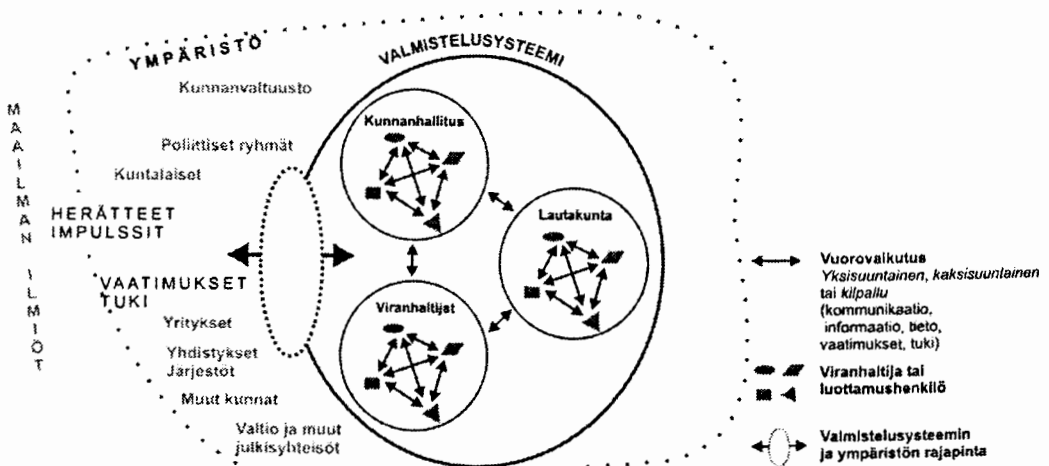 YMPÄRISTÖ
VALMISTELUSYSTEEMI
Kunnanvaltuusto
Poliittiset ryhmät
Kuntalaiset
MAAILMAN ILMIÖT
HERÄTTEET
IMPULSSIT
VAATIMUKSET
TUKI
Yritykset
Yhdistykset
Järjestöt
Muut kunnat
Valtio ja muut
julkisyhteisöt
Kunnanhallitus
Lautakunta
Viranhaltijat
Vuorovaikutus
Yksisuuntainen, kaksisuuntainen
tai kilpailu
(kommunikaatio,
informaatio, tieto,
vaatimukset, tuki)
Viranhaltija tai
luottamushenkilö
Valmistelusysteemin
ja ympäristön rajapinta